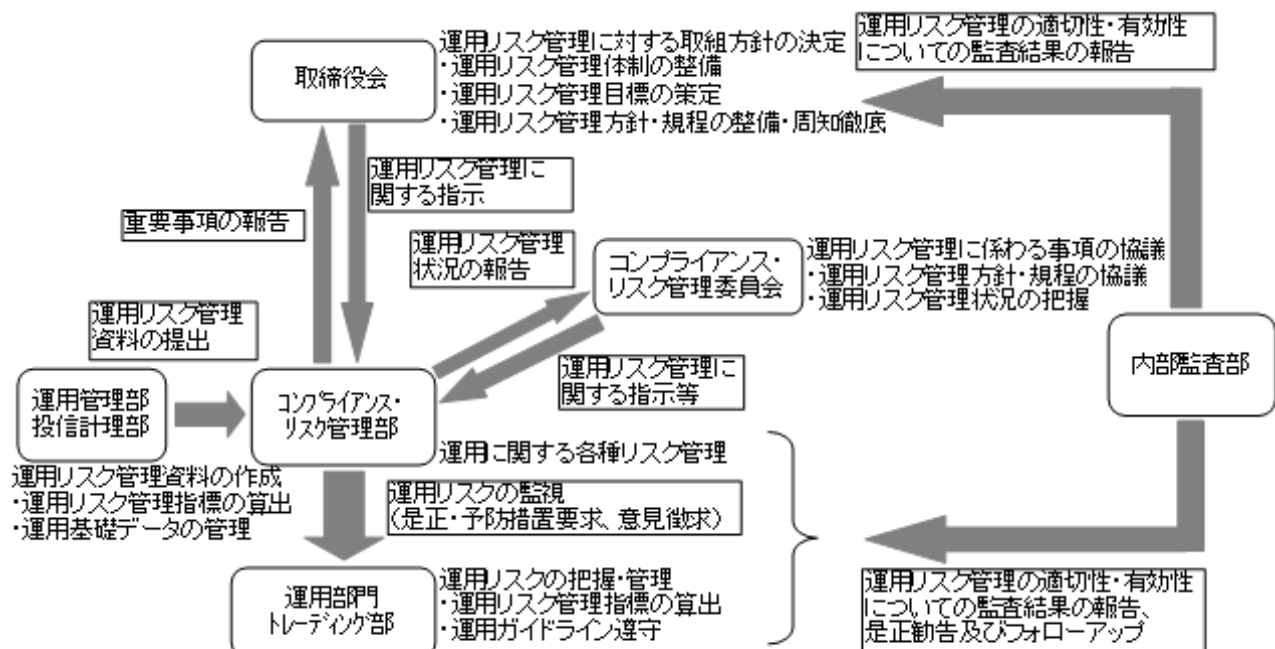 運用リスク管理に対する取組方針の決定
・運用リスク管理体制の整備
・運用リスク管理目標の策定
・運用リスク管理方針・規程の整備・周知徹底
取締役会
運用リスク管理の適切性・有効性
についての監査結果の報告
運用リスク管理に
関する指示
重要事項の報告
運用リスク管理
状況の報告
コンプライアンス・
リスク管理委員会
運用リスク管理に係わる事項の協議
・運用リスク管理方針・規程の協議
・運用リスク管理状況の把握
運用リスク管理
資料の提出
運用リスク管理に
関する指示等
内部監査部
運用管理部
投信計理部
コンプライアンス・
リスク管理部
運用に関する各種リスク管理
運用リスク管理資料の作成
・運用リスク管理指標の算出
・運用基礎データの管理
運用リスクの監視
（是正・予防措置要求、意見徴求）
運用部門
トレーディング部
運用リスクの把握・管理
・運用リスク管理指標の算出
・運用ガイドライン遵守
運用リスク管理の適切性・有効性
についての監査結果の報告、
是正勧告及びフォローアップ